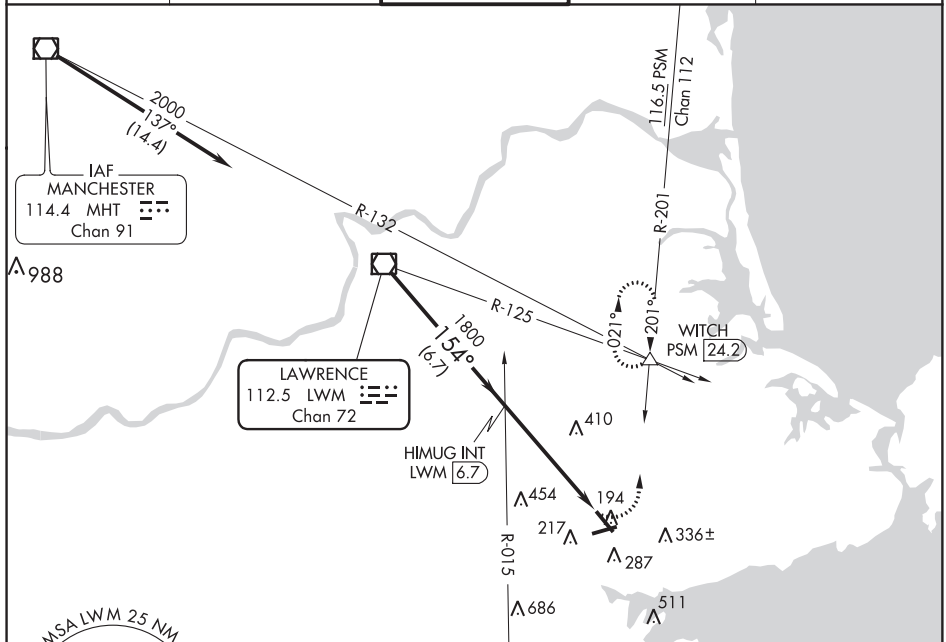 2000
137°
(14.4)
116.5 PSM
Chan 112
IAF
MANCHESTER
114.4 MHT
Chan 91
R-132
R-201
988
R-125
1800
154°
(6.7)
021°
201°
WITCH
PSM 24.2
LAWRENCE
112.5 LWM
Chan 72
410
HIMUG INT
LWM 6.7
454
194
217
336±
287
R-015
686
511
MSA LWM 25 NM